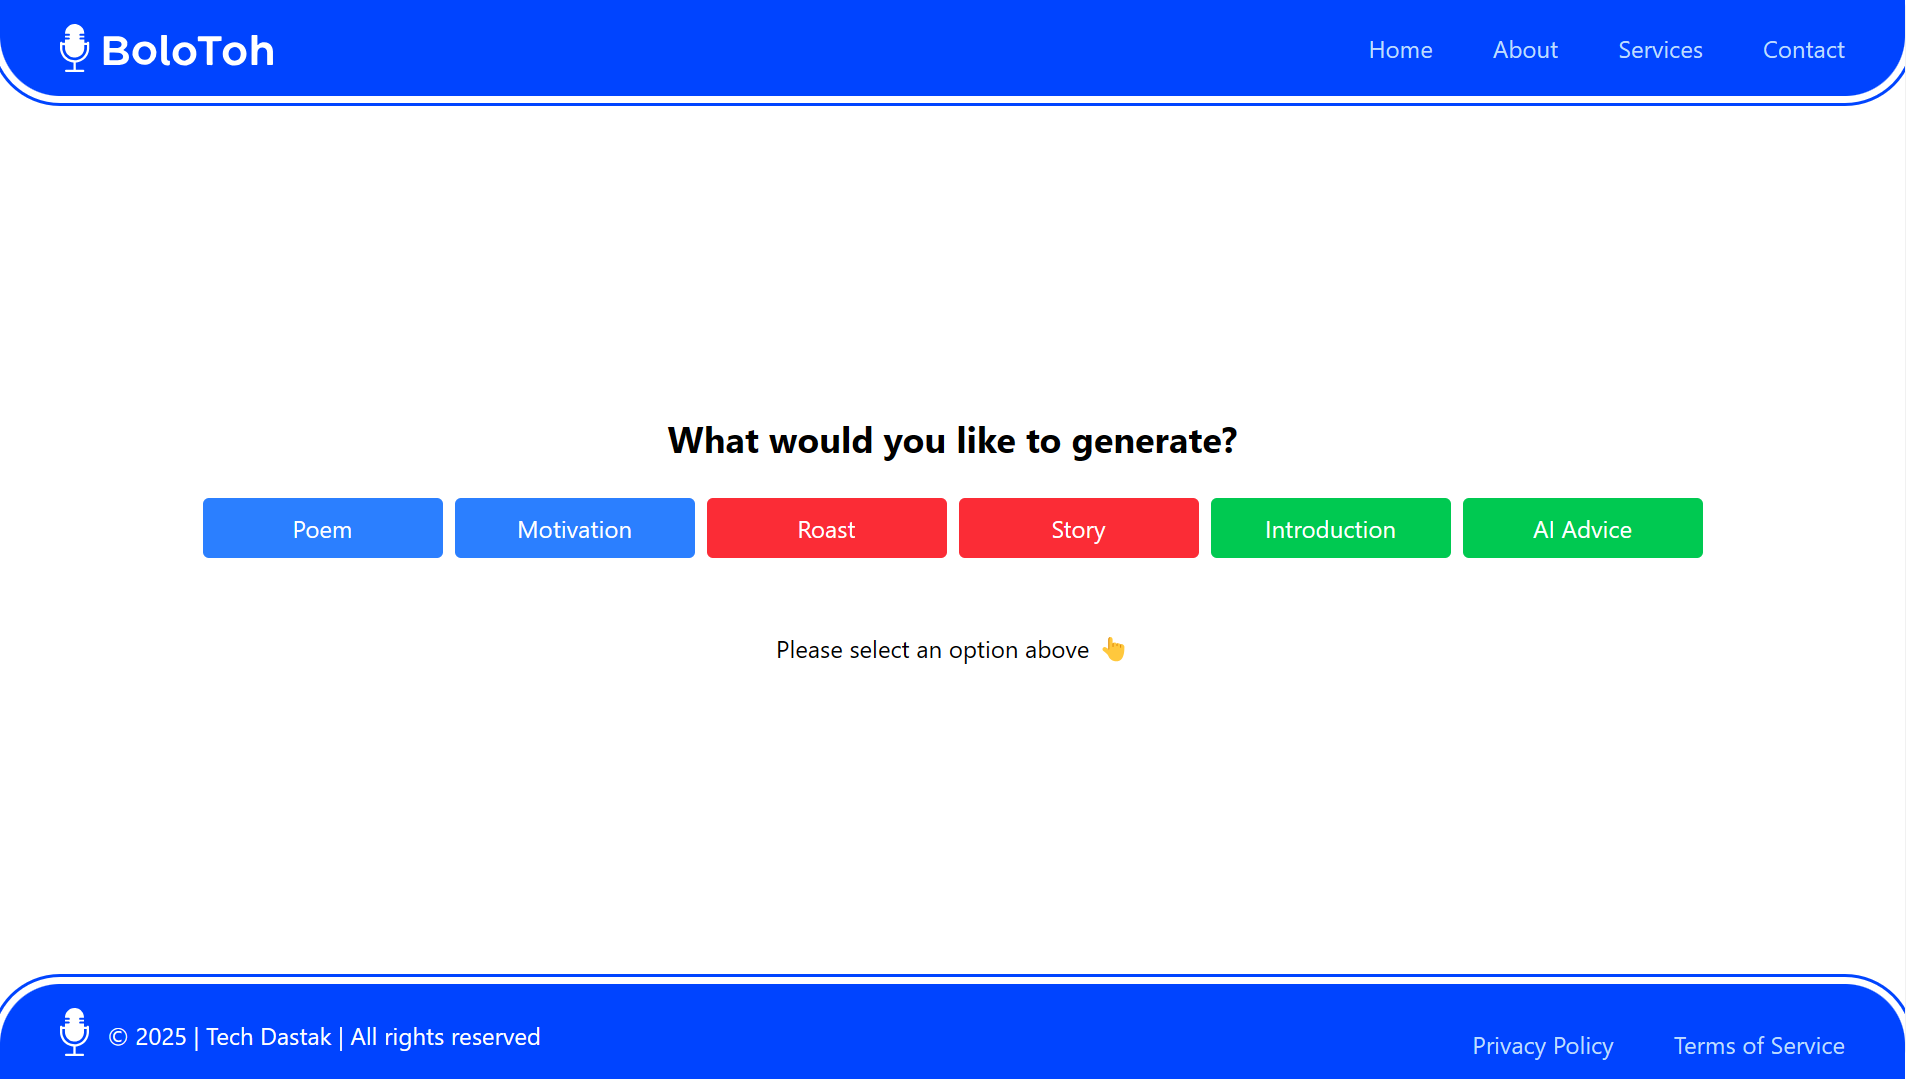 BoloToh
Home About Services Contact
What would you like to generate?
Poem Motivation Roast Story Introduction AI Advice
Please select an option above 👆
© 2025 | Tech Dastak | All rights reserved
Privacy Policy Terms of Service